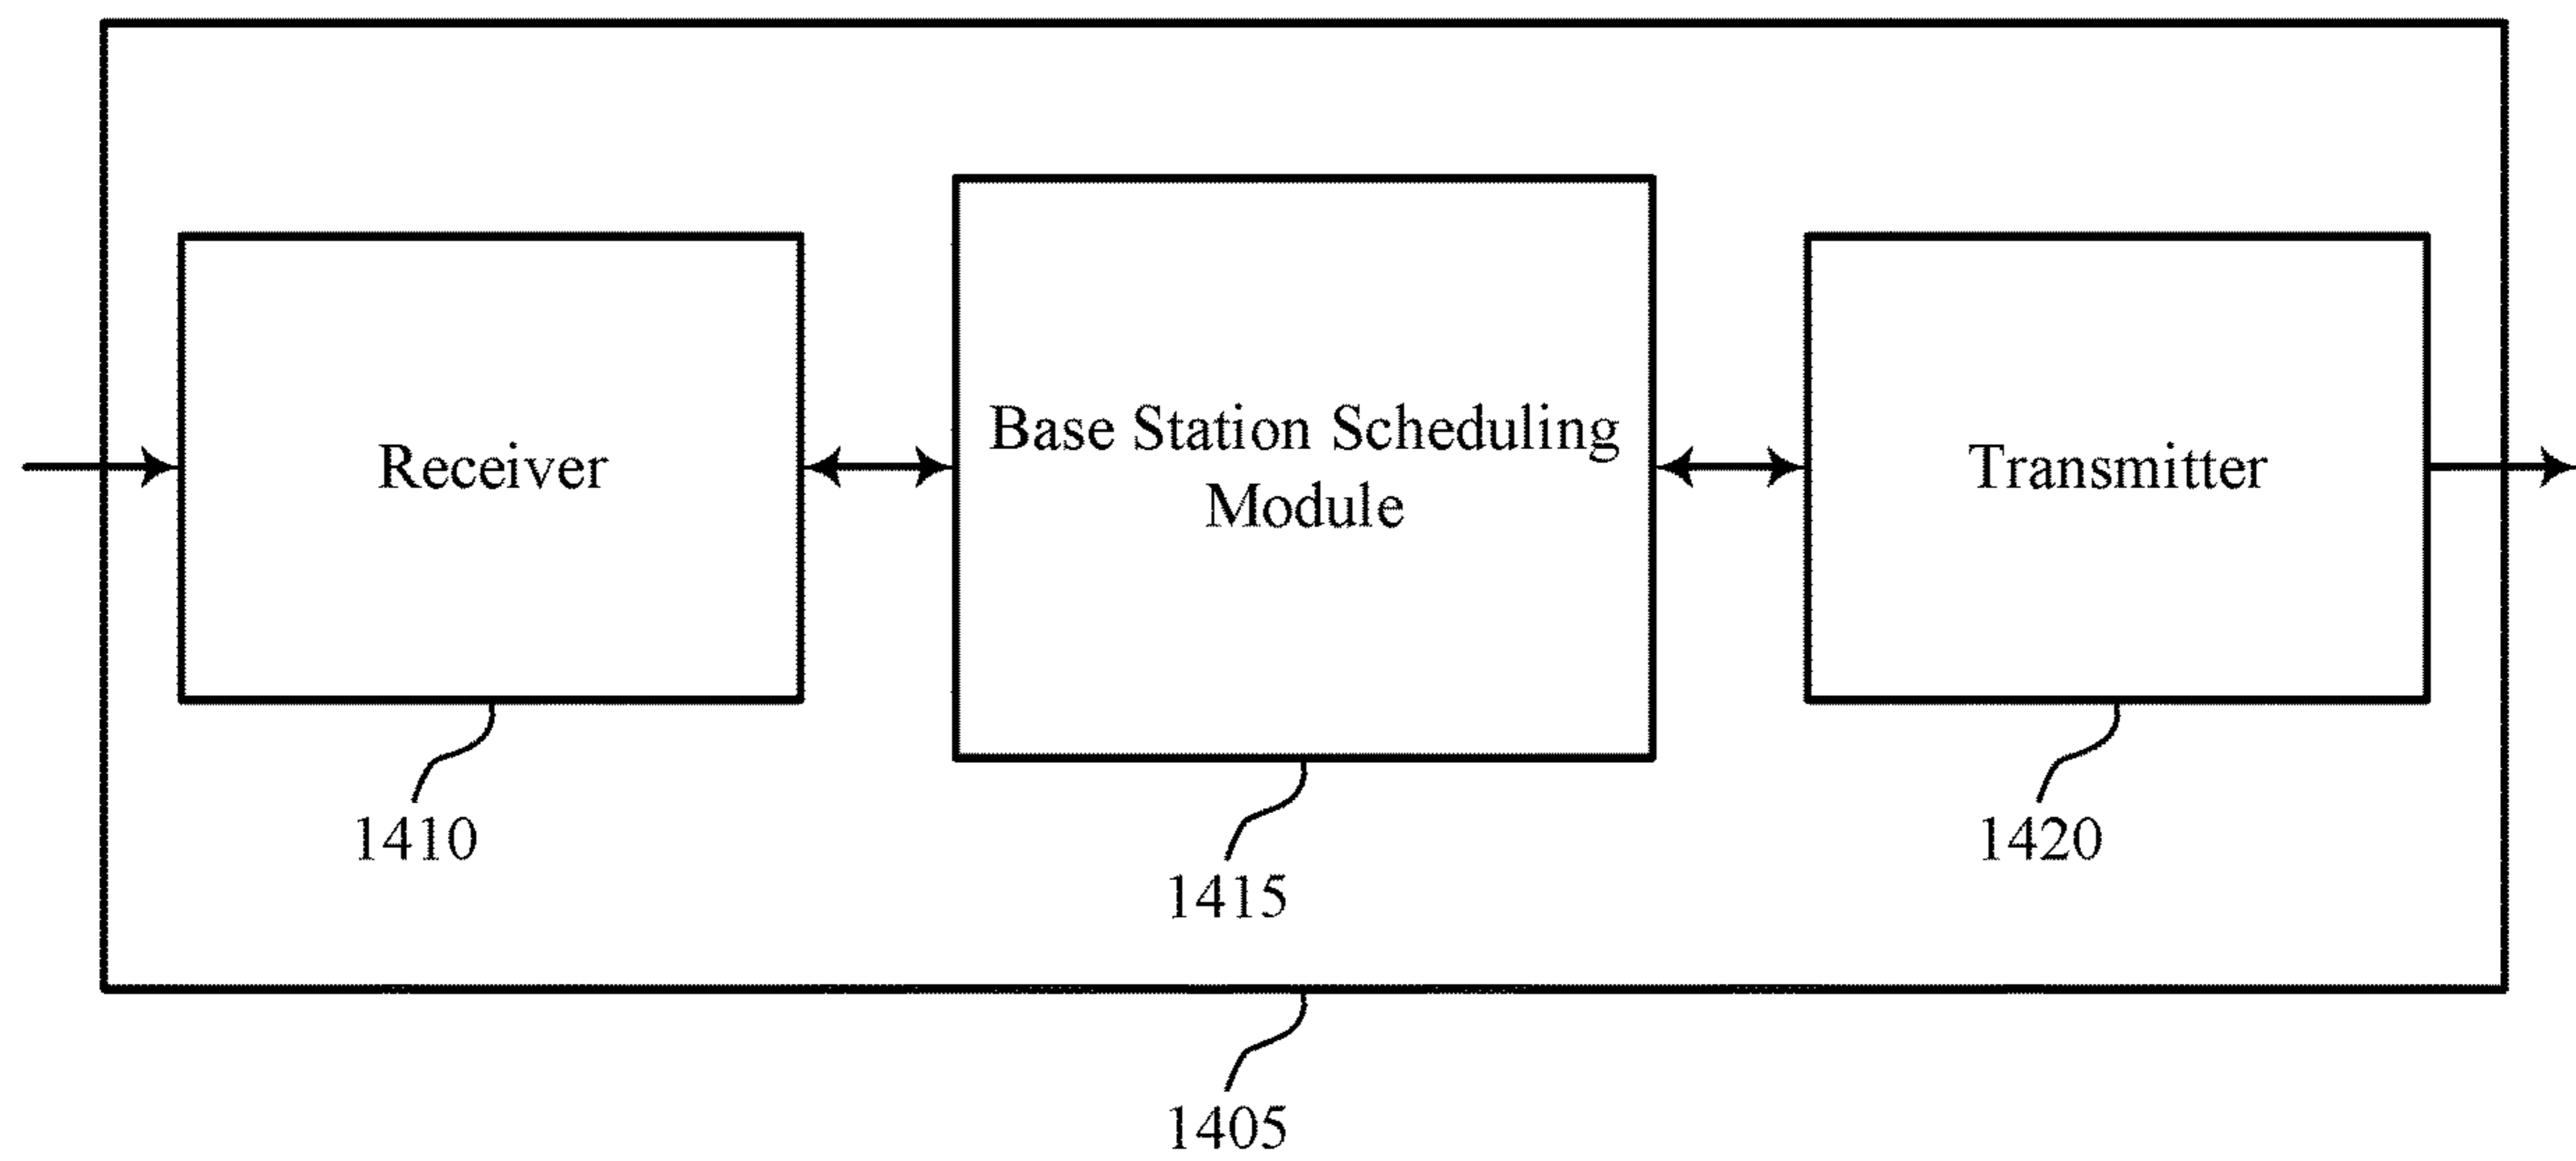 Receiver
Base Station Scheduling
Module
Transmitter
1410
1415
1420
1405